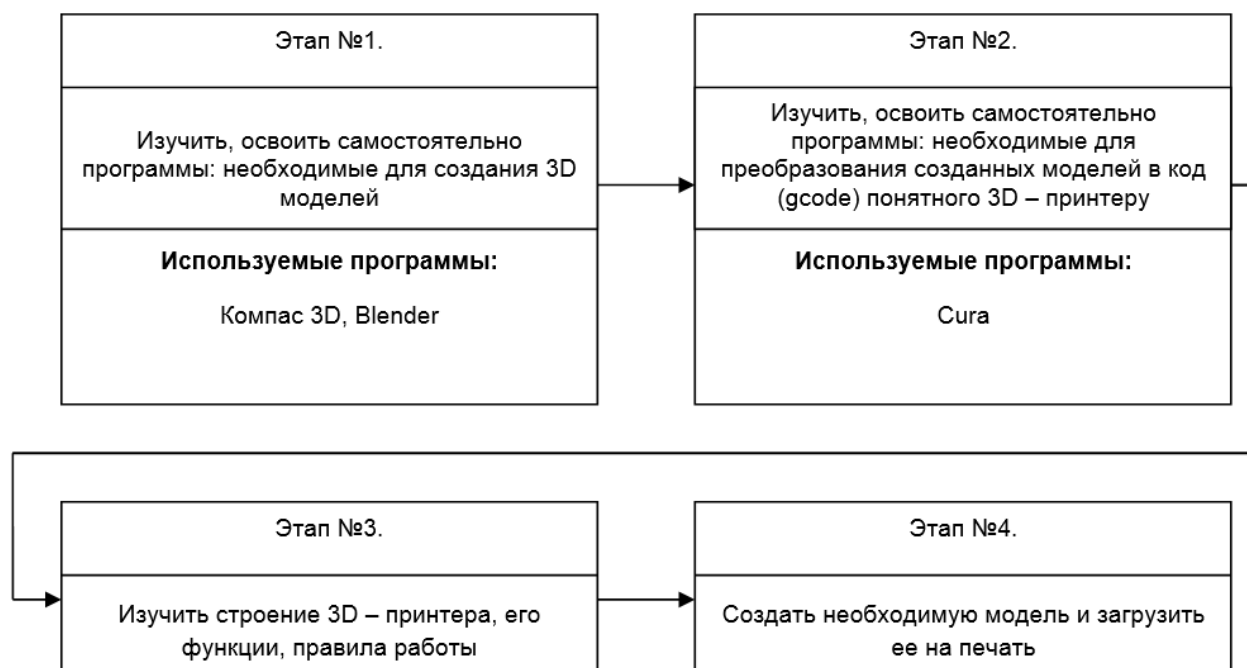 Этап №1.
Изучить, освоить самостоятельно
программы: необходимые для создания 3D
моделей
Используемые программы:
Компас 3D, Blender
Этап №2.
Изучить, освоить самостоятельно
программы: необходимые для
преобразования созданных моделей в код
(gcode) понятного 3D – принтеру
Используемые программы:
Cura
Этап №3.
Изучить строение 3D – принтера, его
функции, правила работы
Этап №4.
Создать необходимую модель и загрузить
ее на печать